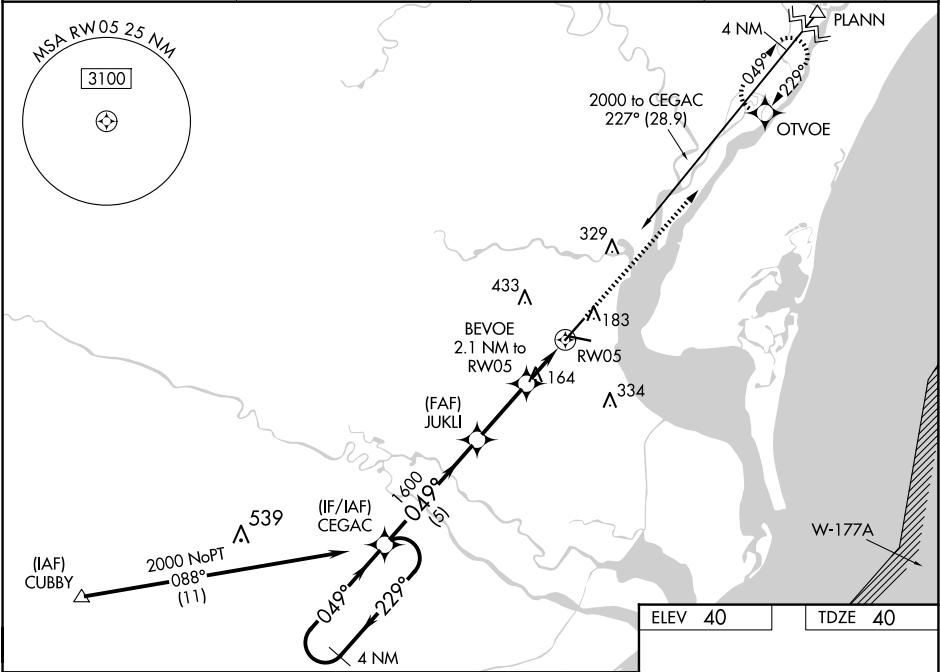 MSA RW05 25 NM
3100
4 NM
PLANN
049°
229°
2000 to CEGAC
227° (28.9)
OTVOE
329
433
183
BEVOE
2.1 NM to
RW05
RW05
164
334
(FAF)
JUKLI
1600
049°
(5)
(IF/IAF)
CEGAC
539
W-177A
(IAF)
CUBBY
2000 NoPT
088°
(11)
049°
229°
4 NM
ELEV 40
TDZE 40